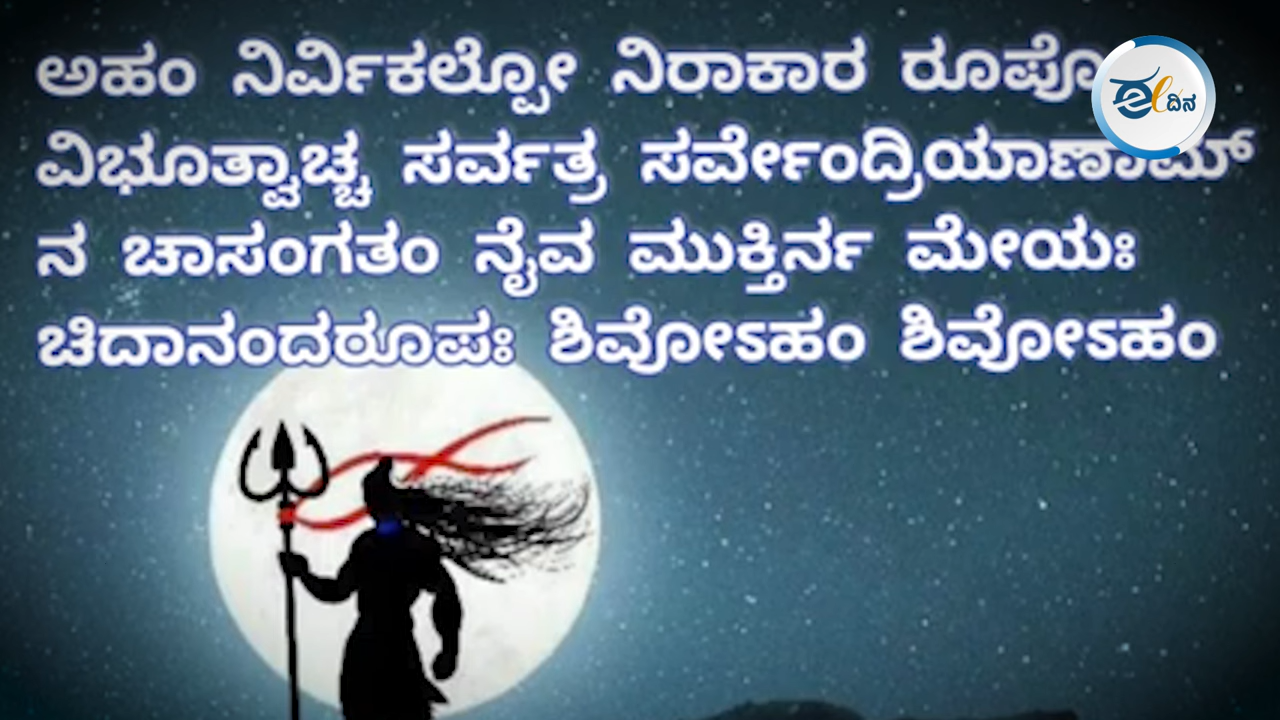 ಅಹಂ ನಿರ್ವಿಕಲ್ಪೋ ನಿರಾಕಾರ
ವಿಭೂತ್ವಾಚ್ಚ ಸರ್ವತ್ರ ಸರ್ವೇಂದ್ರಿಯಾಣಾಮ್
ನ ಚಾಸಂಗತಂ ನೈವ ಮುಕ್ತಿರ್ನ ಮೇಯಃ
ಚಿದಾನಂದರೂಪಃ ಶಿವೋಽಹಂ ಶಿವೋಽಹಂ
ದಿನ